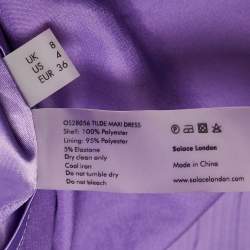 UK 8
US 4
EUR 36
OS28056 TILDE MAXI DRESS
Shell: 100% Polyester
Lining: 95% Polyester
5% Elastane
Dry clean only
Cool iron
Do not tumble dry
Do not bleach
Solace London
Made in China
solacelondon.com